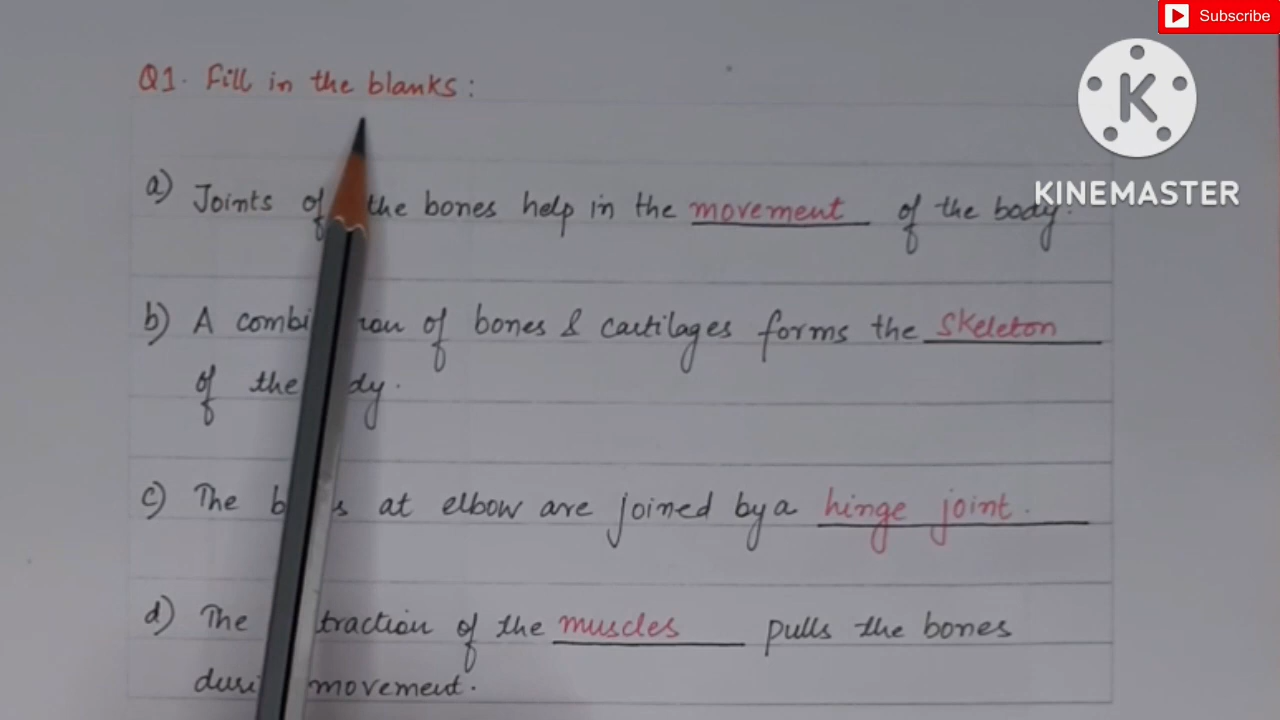 Subscribe
K
KINEMASTER
Q1. Fill in the blanks:
a) Joints of the bones help in the movement of the body.
b) A combi ion of bones & cartilages forms the skeleton
of the dy.
c) The b s at elbow are joined by a hinge joint.
d) The traction of the muscles pulls the bones
duri movement.